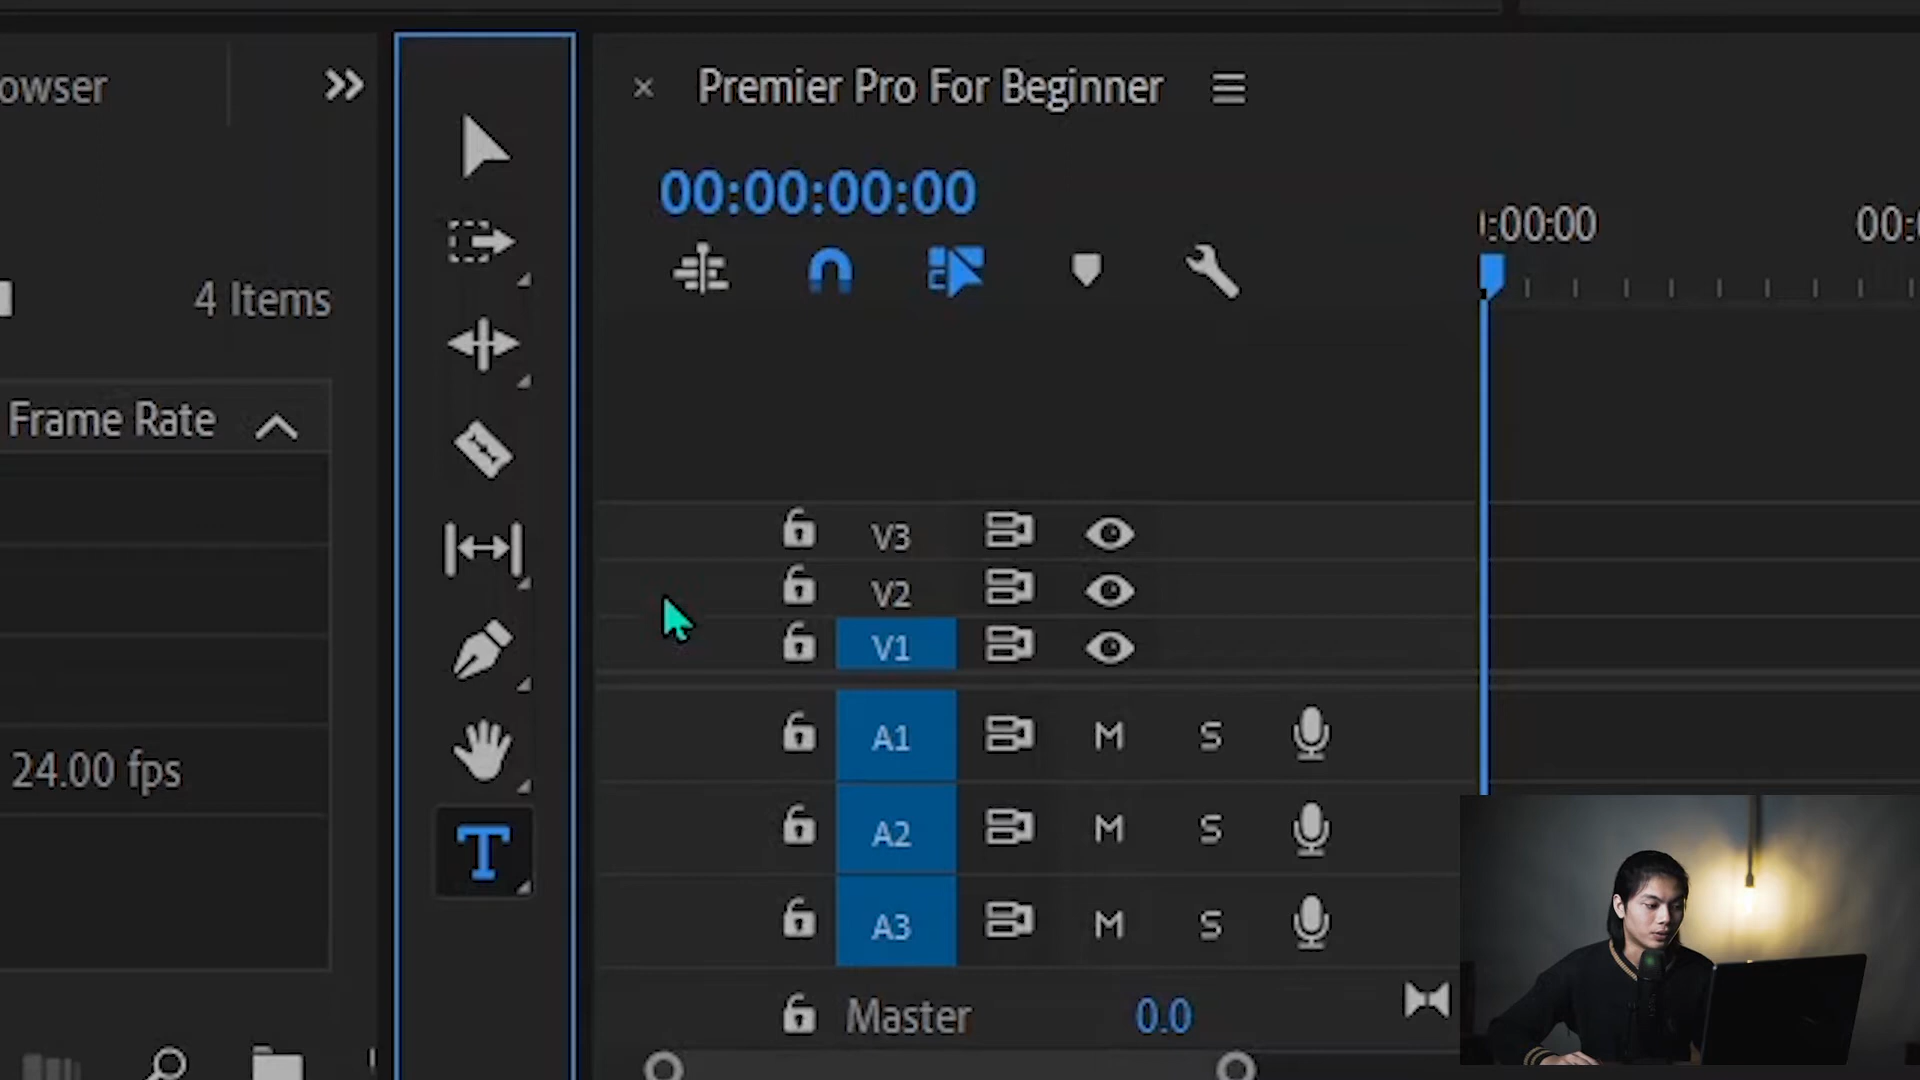 owser
Premier Pro For Beginner
00:00:00:00
:00:00
00:
4 Items
Frame Rate
24.00 fps
T
V3
V2
V1
A1 M S
A2 M S
A3 M S
Master 0.0